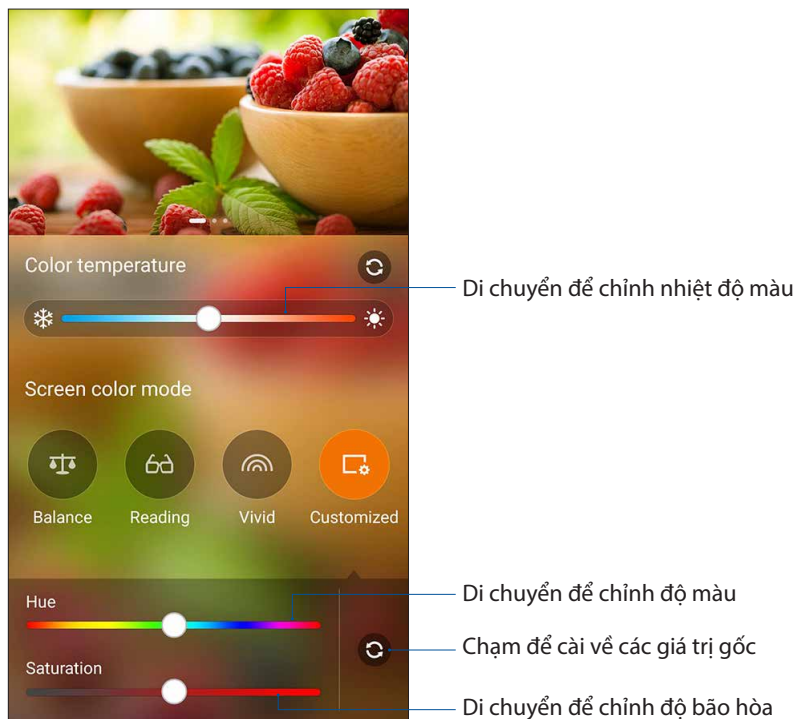 Color temperature
Di chuyển để chỉnh nhiệt độ màu
Screen color mode
Balance Reading Vivid Customized
Hue
Di chuyển để chỉnh độ màu
Chạm để cài về các giá trị gốc
Saturation
Di chuyển để chỉnh độ bão hòa